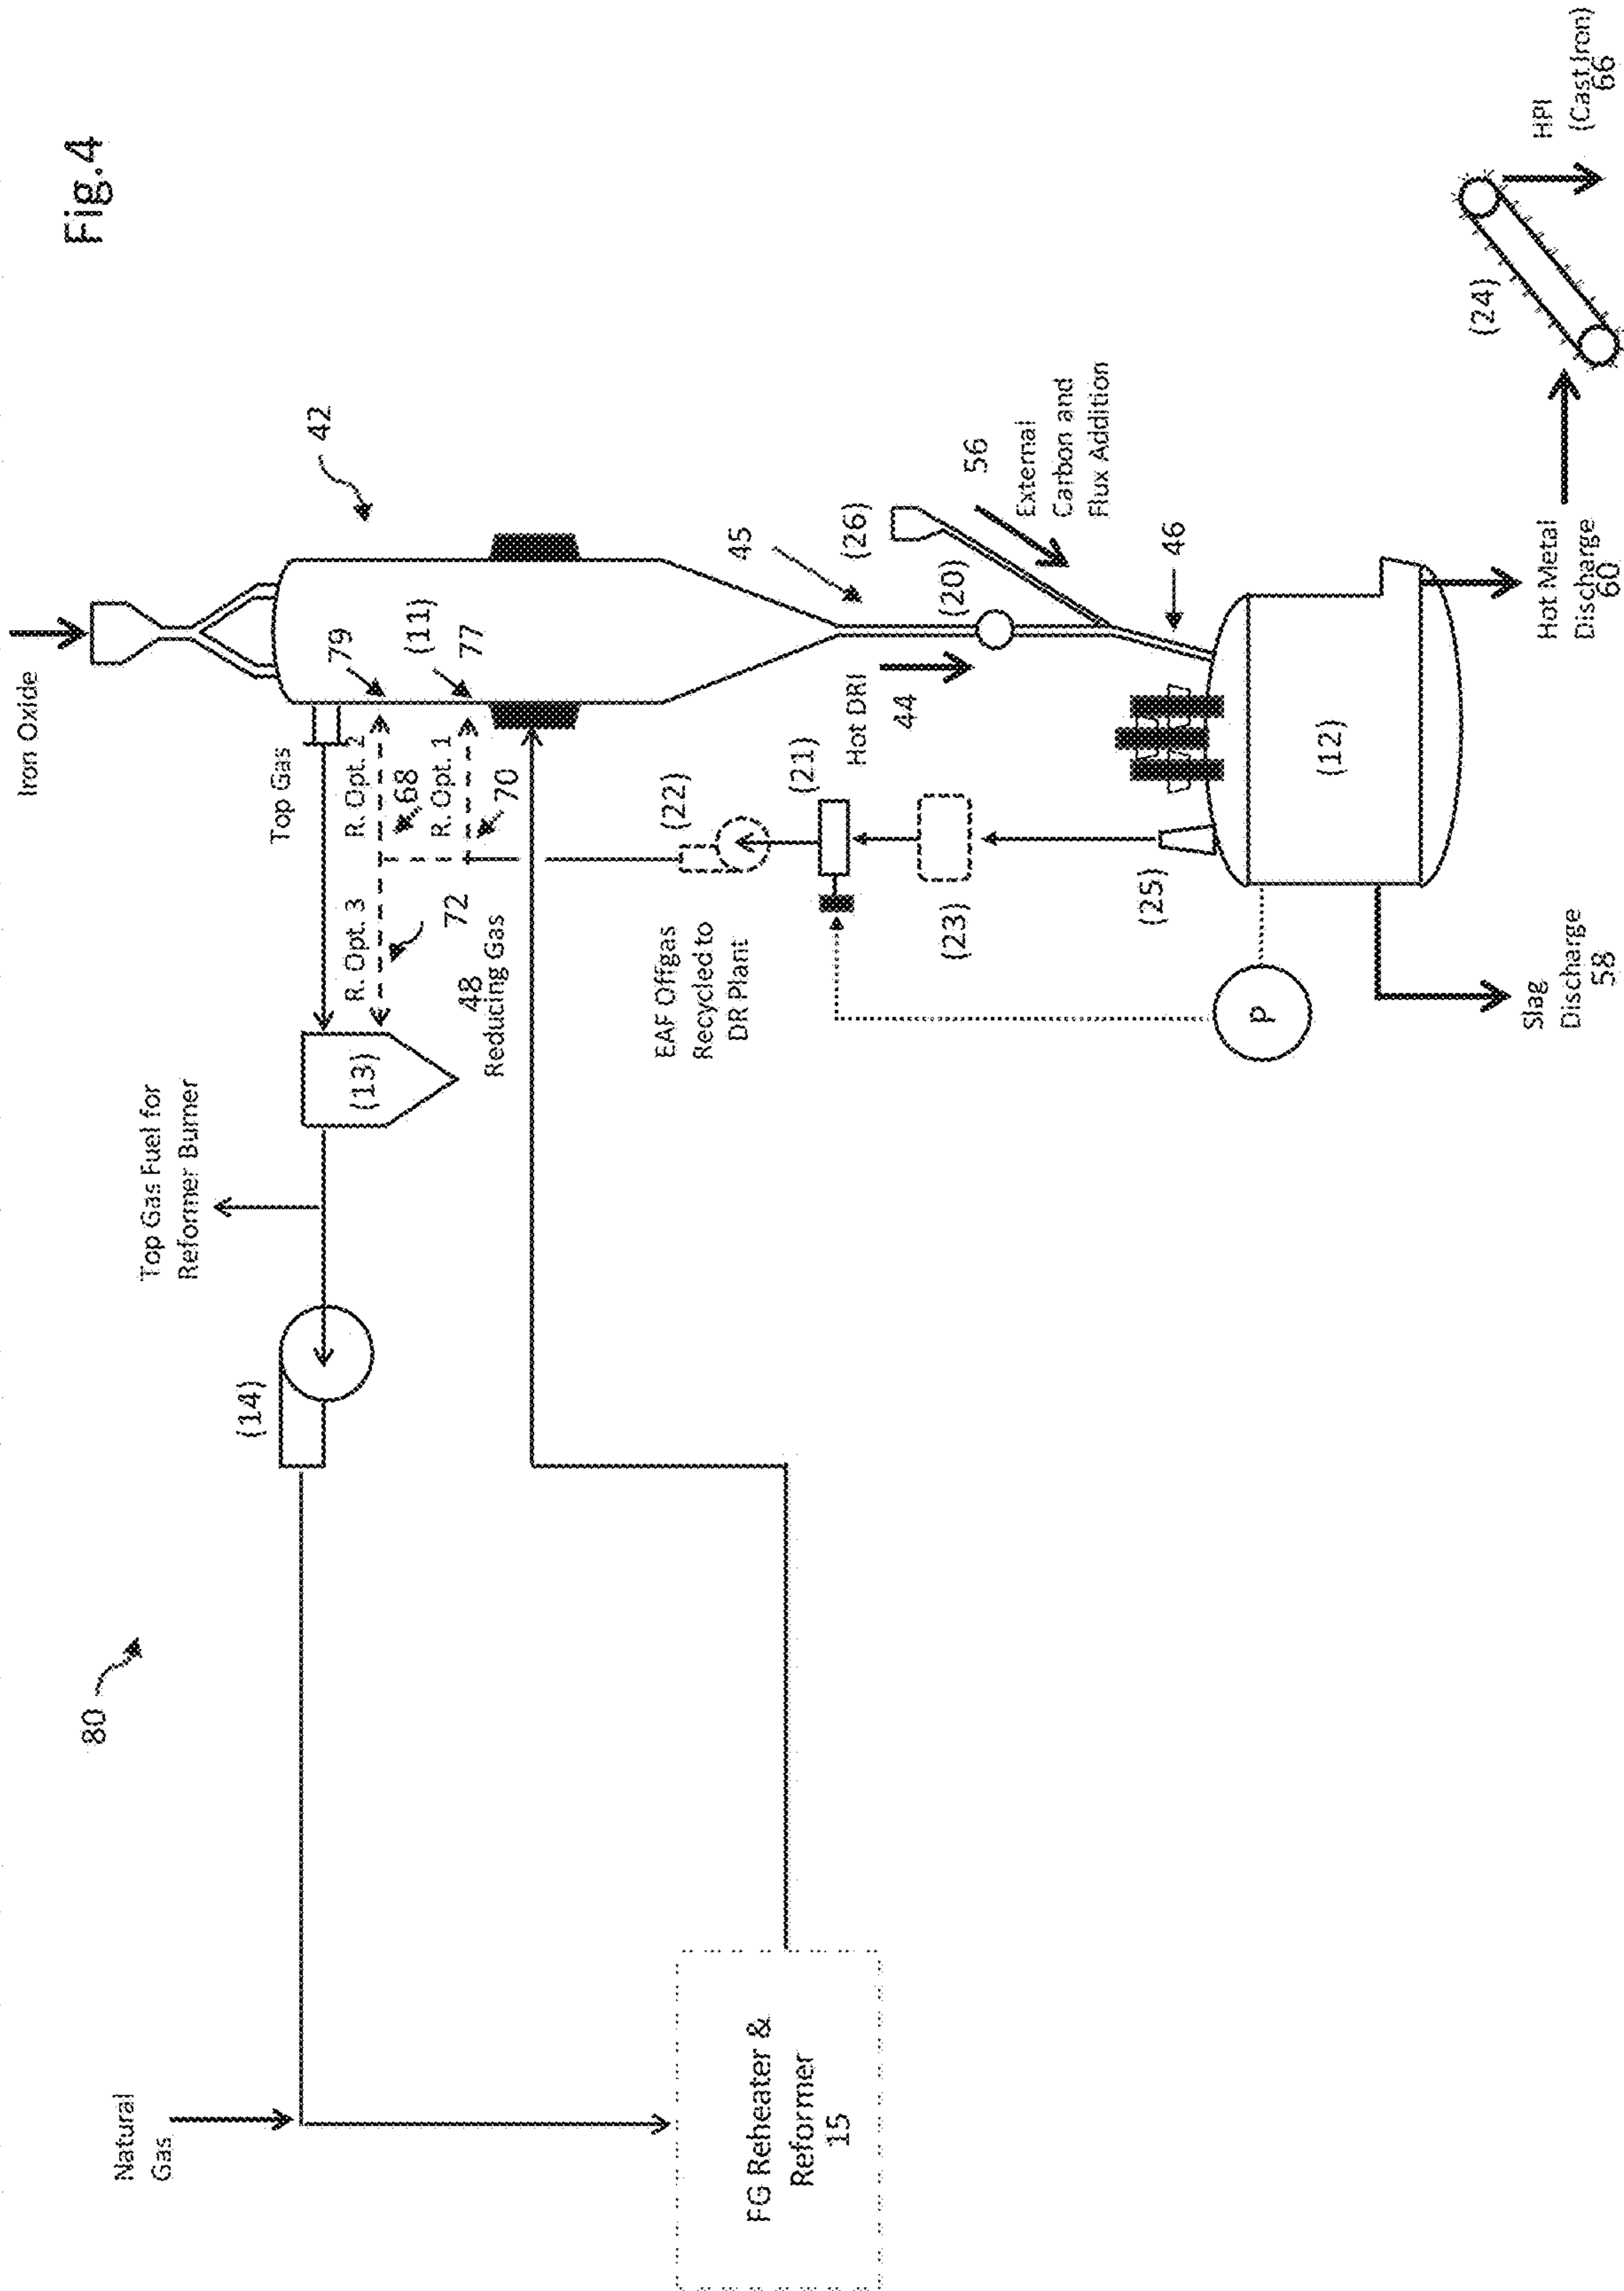 Fig.4
80
Natural
Gas
FG Reheater &
Reformer
15
(14)
Top Gas Fuel for
Reformer Burner
(13)
Top Gas
R. Opt. 3
R. Opt. 2
72
68
R. Opt. 1
70
48
Reducing Gas
Iron Oxide
79
(11)
77
42
EAF Offgas
Recycled to
DR Plant
(22)
(21)
(23)
(25)
Hot DRI
44
45
(20)
(26)
56
External
Carbon and
Flux Addition
46
P
(12)
Slag
Discharge
58
Hot Metal
Discharge
60
(24)
HPI
(Cast Iron)
66